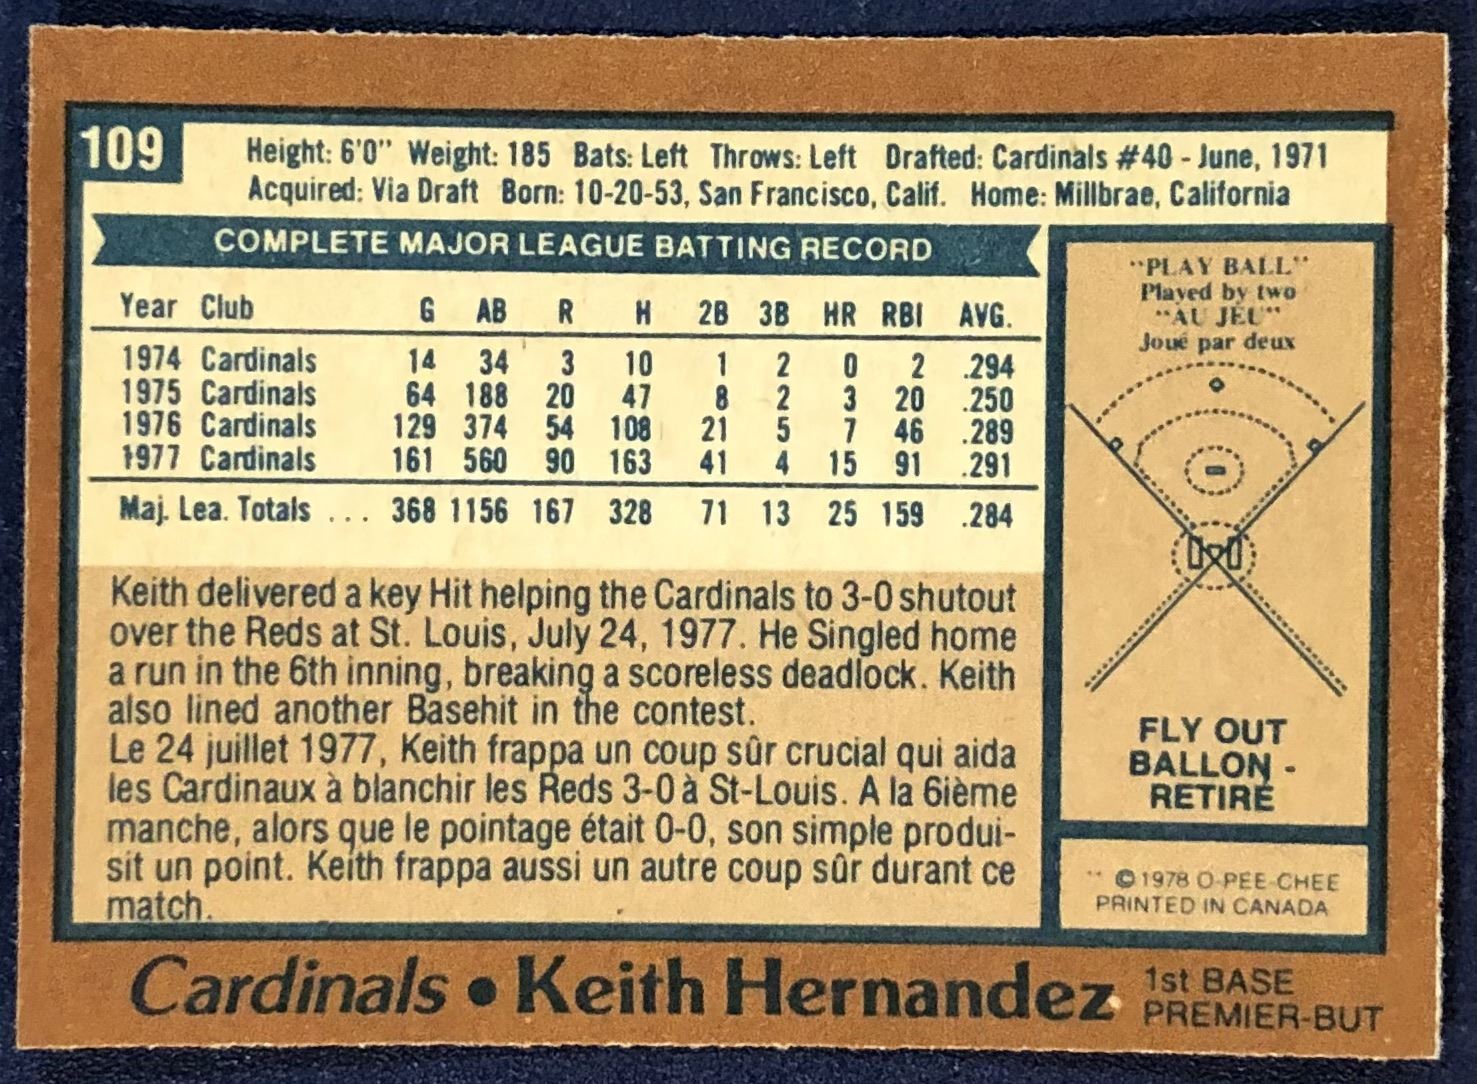 109
Height: 6'0" Weight: 185 Bats: Left Throws: Left Drafted: Cardinals #40 - June, 1971
Acquired: Via Draft Born: 10-20-53, San Francisco, Calif. Home: Millbrae, California
COMPLETE MAJOR LEAGUE BATTING RECORD
Year Club G AB R H 2B 3B HR RBI AVG.
1974 Cardinals 14 34 3 10 1 2 0 2 .294
1975 Cardinals 64 188 20 47 8 2 3 20 .250
1976 Cardinals 129 374 54 108 21 5 7 46 .289
1977 Cardinals 161 560 90 163 41 4 15 91 .291
Maj. Lea. Totals ... 368 1156 167 328 71 13 25 159 .284
Keith delivered a key Hit helping the Cardinals to 3-0 shutout
over the Reds at St. Louis, July 24, 1977. He Singled home
a run in the 6th inning, breaking a scoreless deadlock. Keith
also lined another Basehit in the contest.
Le 24 juillet 1977, Keith frappa un coup sûr crucial qui aida
les Cardinaux à blanchir les Reds 3-0 à St-Louis. A la 6ième
manche, alors que le pointage était 0-0, son simple produi-
sit un point. Keith frappa aussi un autre coup sûr durant ce
match.
"PLAY BALL"
Played by two
"AU JEU"
Joué par deux
FLY OUT
BALLON -
RETIRÉ
©1978 O-PEE-CHEE
PRINTED IN CANADA
Cardinals • Keith Hernandez
1st BASE
PREMIER-BUT